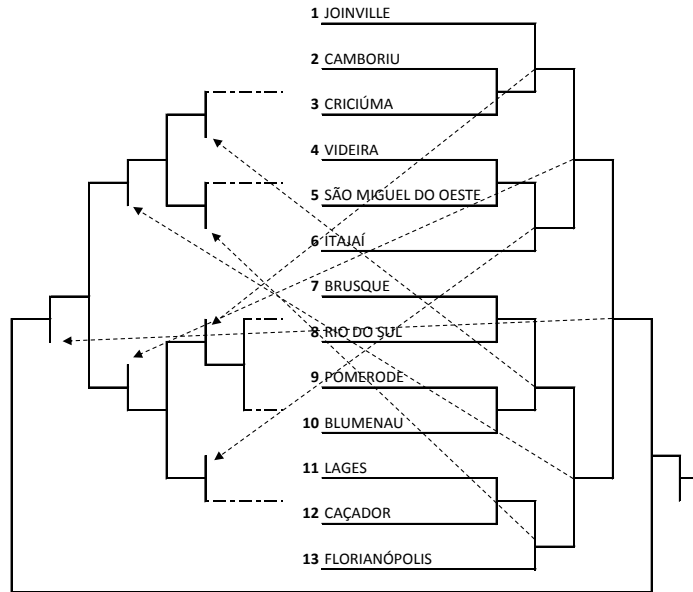 1 JOINVILLE
2 CAMBORIU
3 CRICIÚMA
4 VIDEIRA
5 SÃO MIGUEL DO OESTE
6 ITAJAÍ
7 BRUSQUE
8 RIO DO SUL
9 POMERODE
10 BLUMENAU
11 LAGES
12 CAÇADOR
13 FLORIANÓPOLIS